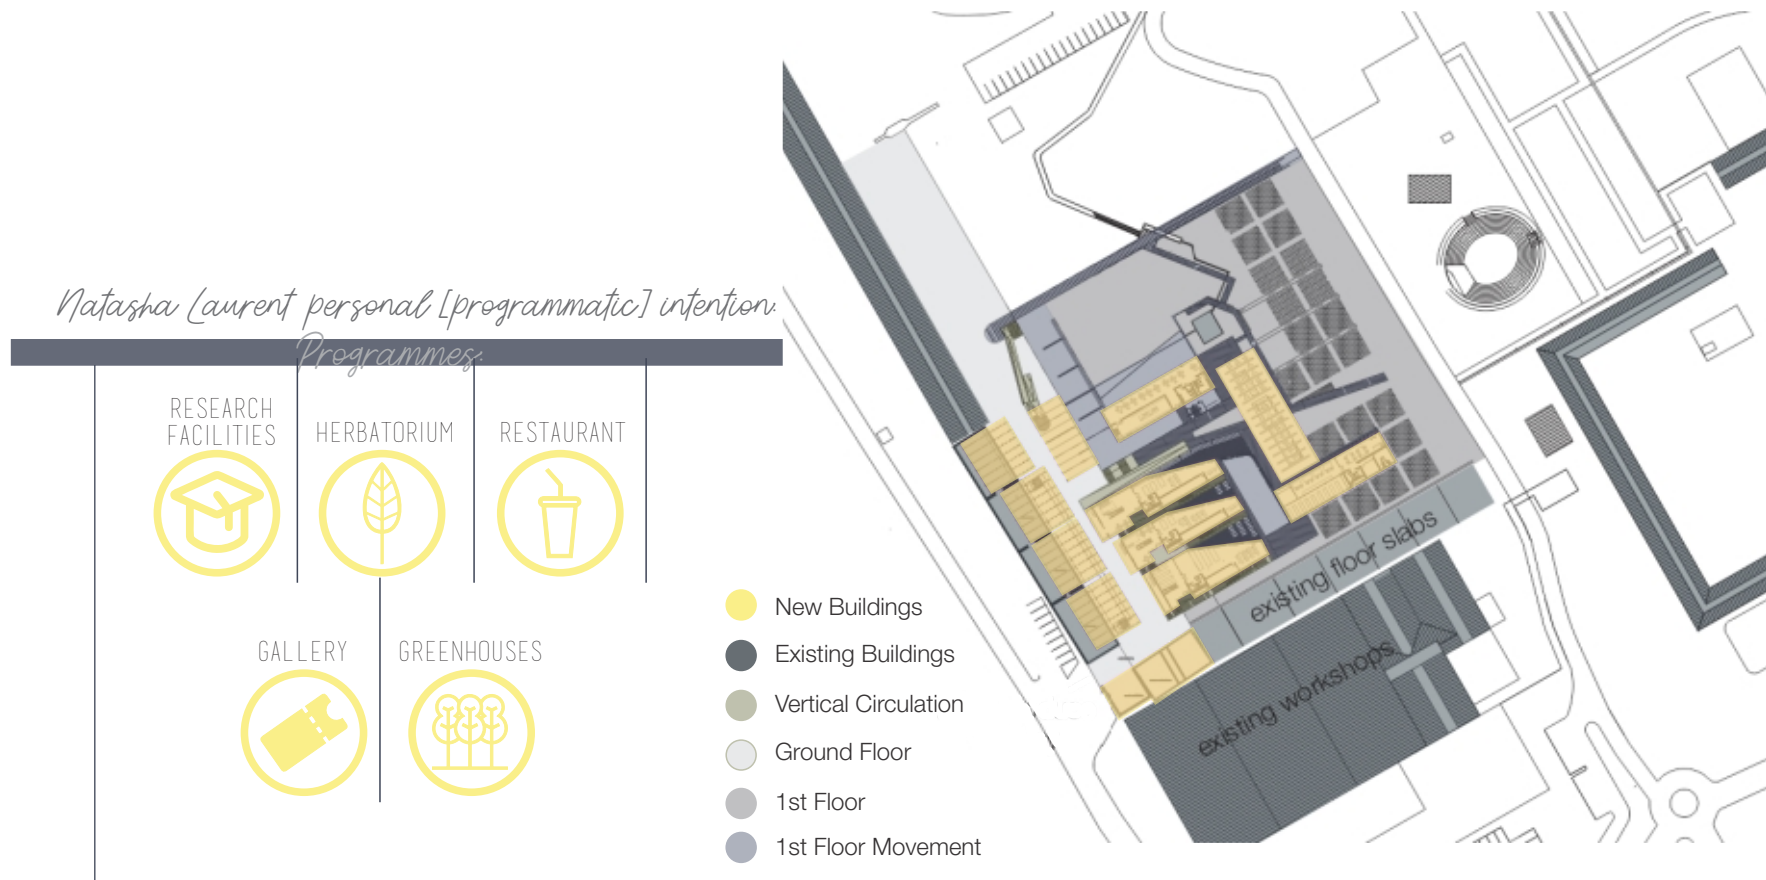 Natasha Laurent personal [programmatic] intention:
Programmes:
RESEARCH
FACILITIES
HERBATORIUM
RESTAURANT
GALLERY
GREENHOUSES
New Buildings
Existing Buildings
Vertical Circulation
Ground Floor
1st Floor
1st Floor Movement
existing floor slabs
existing workshops